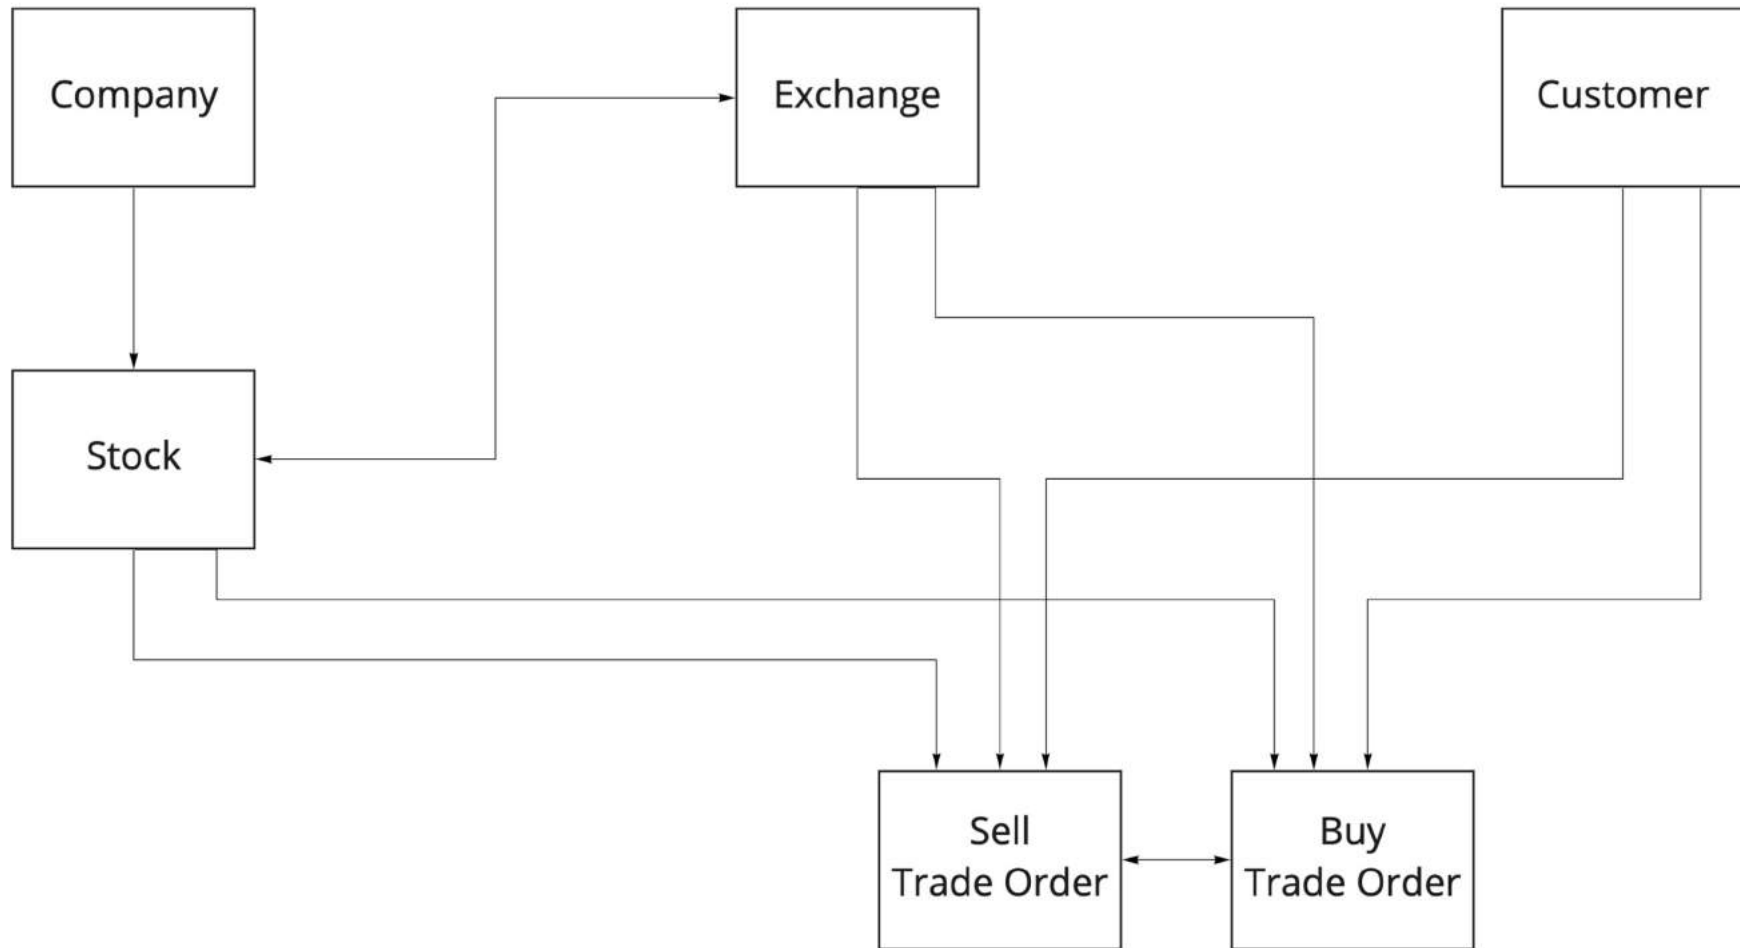 Company
Exchange
Customer
Stock
Sell
Trade Order
Buy
Trade Order